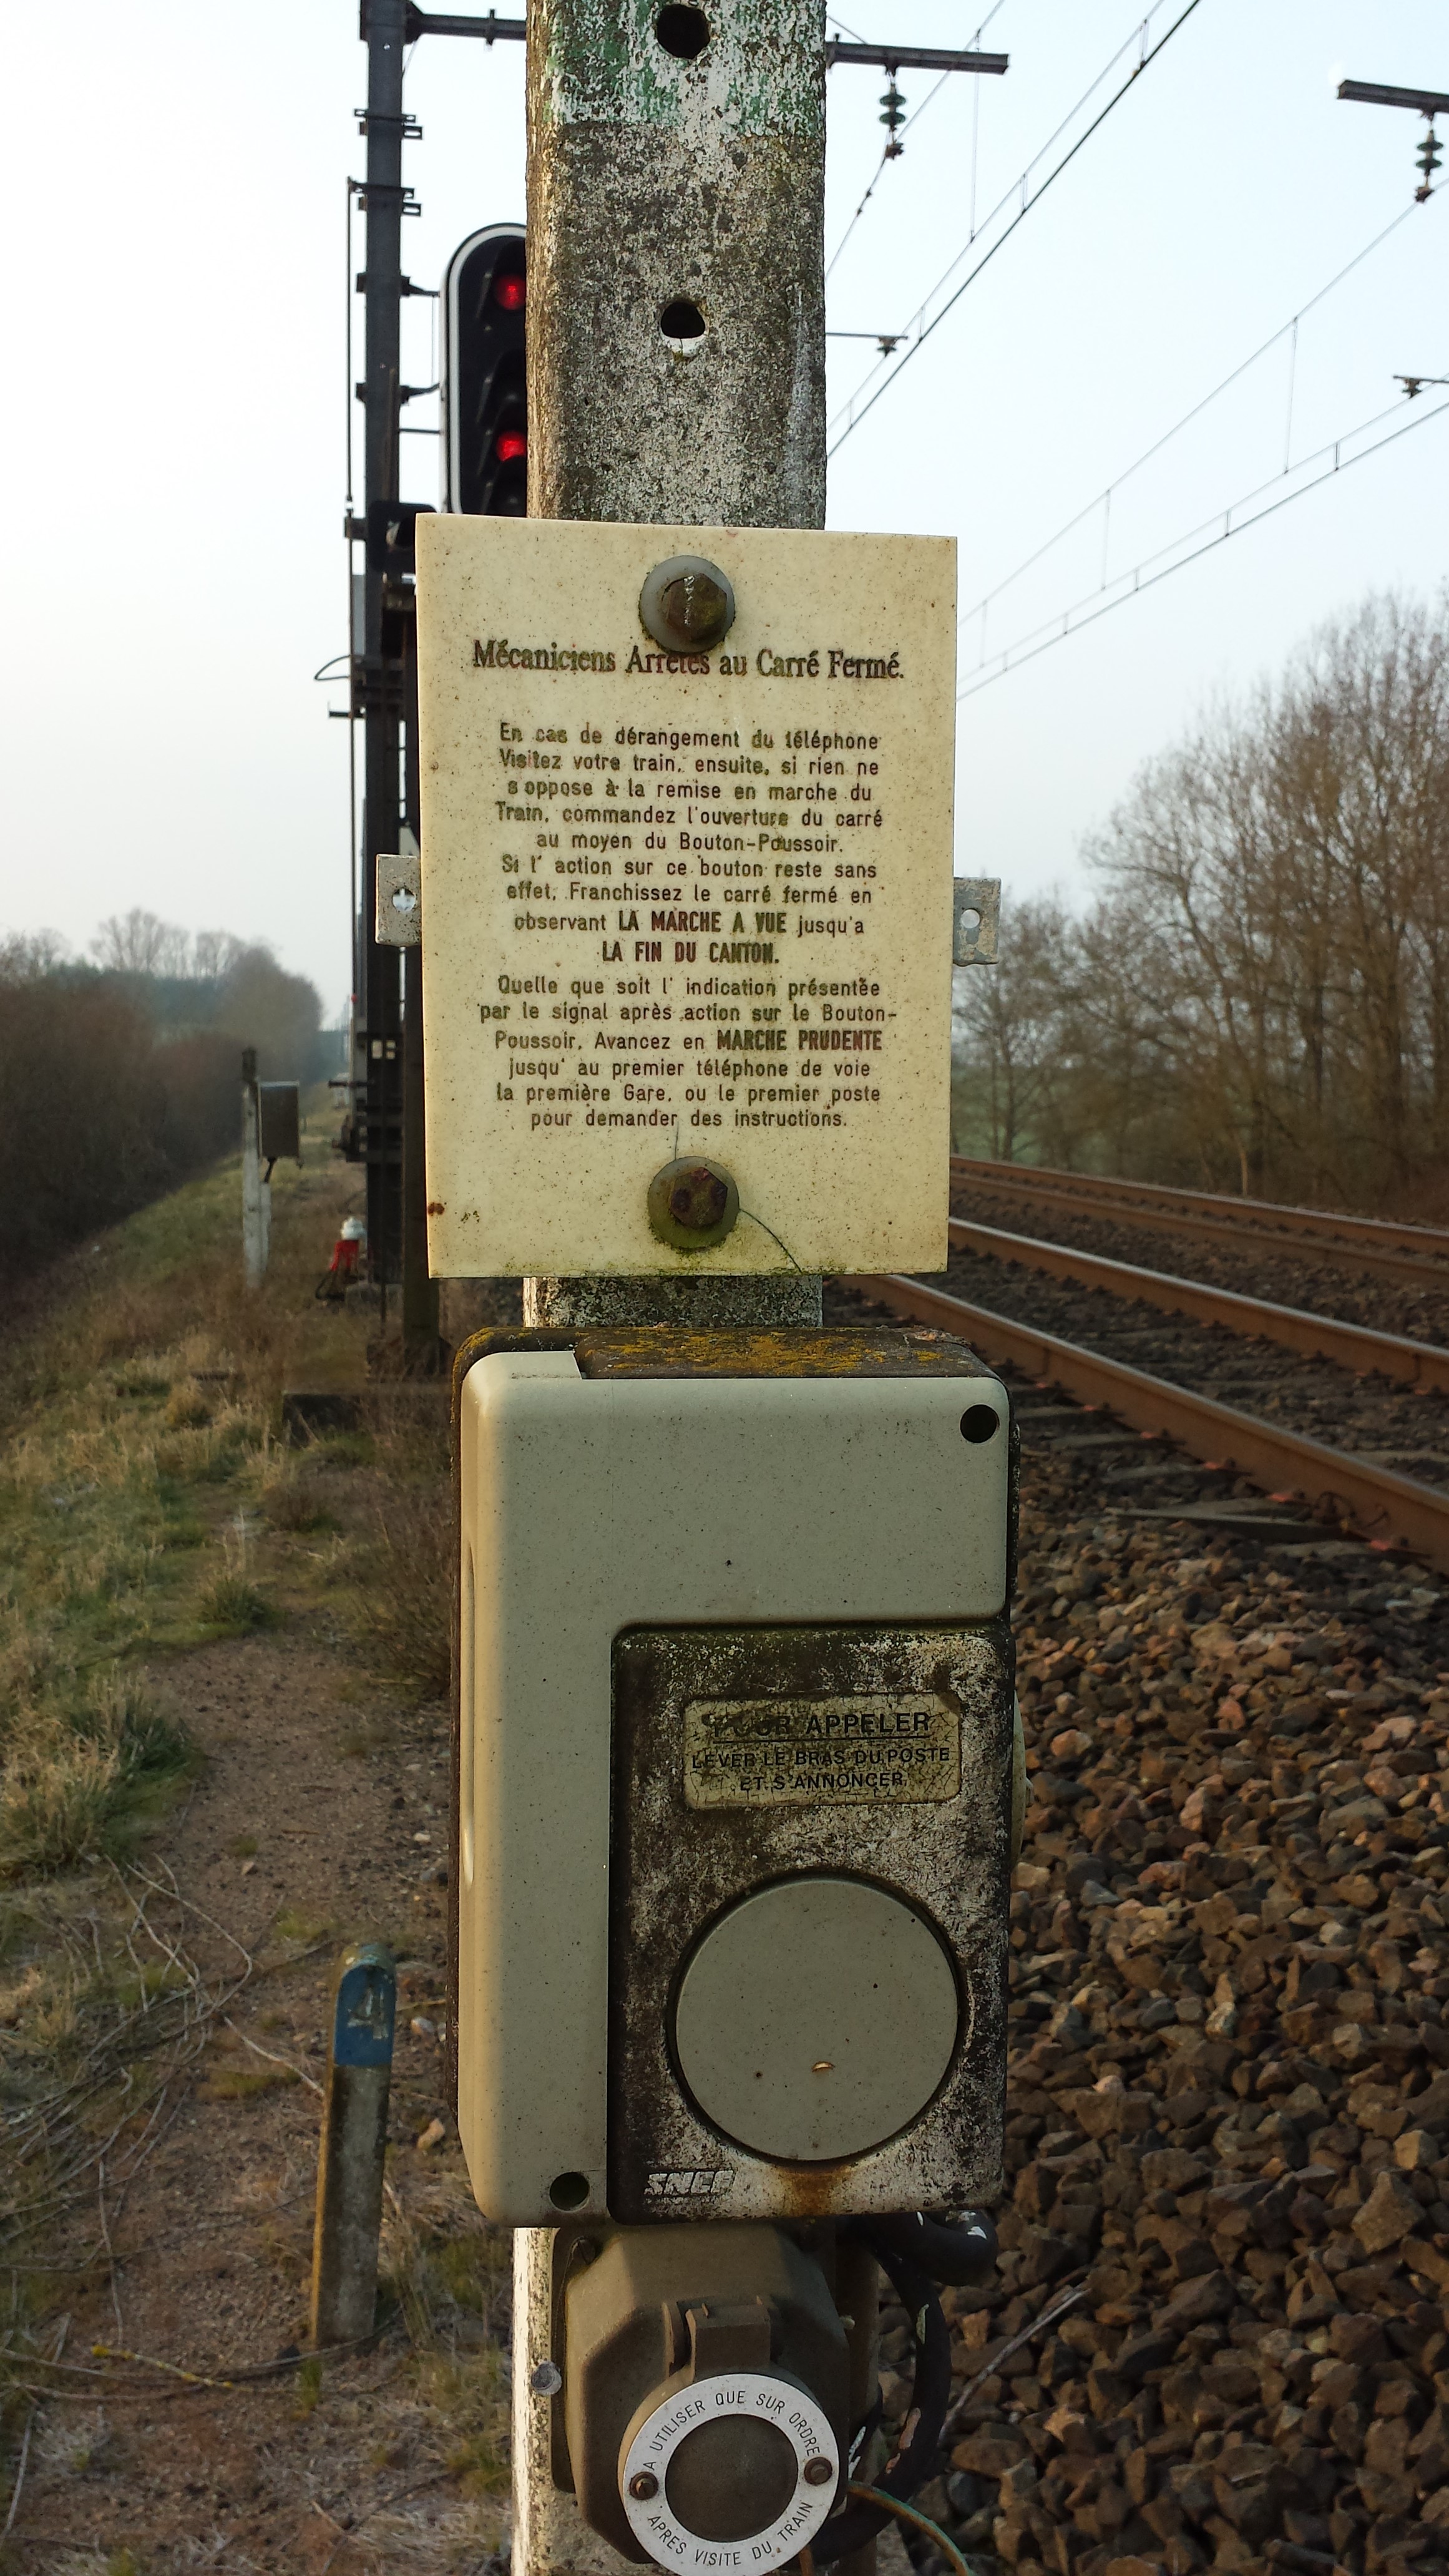 Mécaniciens Arrêtés au Carré Fermé.
En cas de dérangement du téléphone
Visitez votre train, ensuite, si rien ne
s oppose à la remise en marche du
Train, commandez l'ouverture du carré
au moyen du Bouton-Poussoir.
Si l' action sur ce bouton reste sans
effet, Franchissez le carré fermé en
observant LA MARCHE A VUE jusqu'a
LA FIN DU CANTON.
Quelle que soit l' indication présentée
par le signal après action sur le Bouton-
Poussoir, Avancez en MARCHE PRUDENTE
jusqu' au premier téléphone de voie
la première Gare, ou le premier poste
pour demander des instructions.
POUR APPELER
LEVER LE BRAS DU POSTE
ET S'ANNONCER
SNCF
4
A UTILISER QUE SUR ORDRE
APRES VISITE DU TRAIN